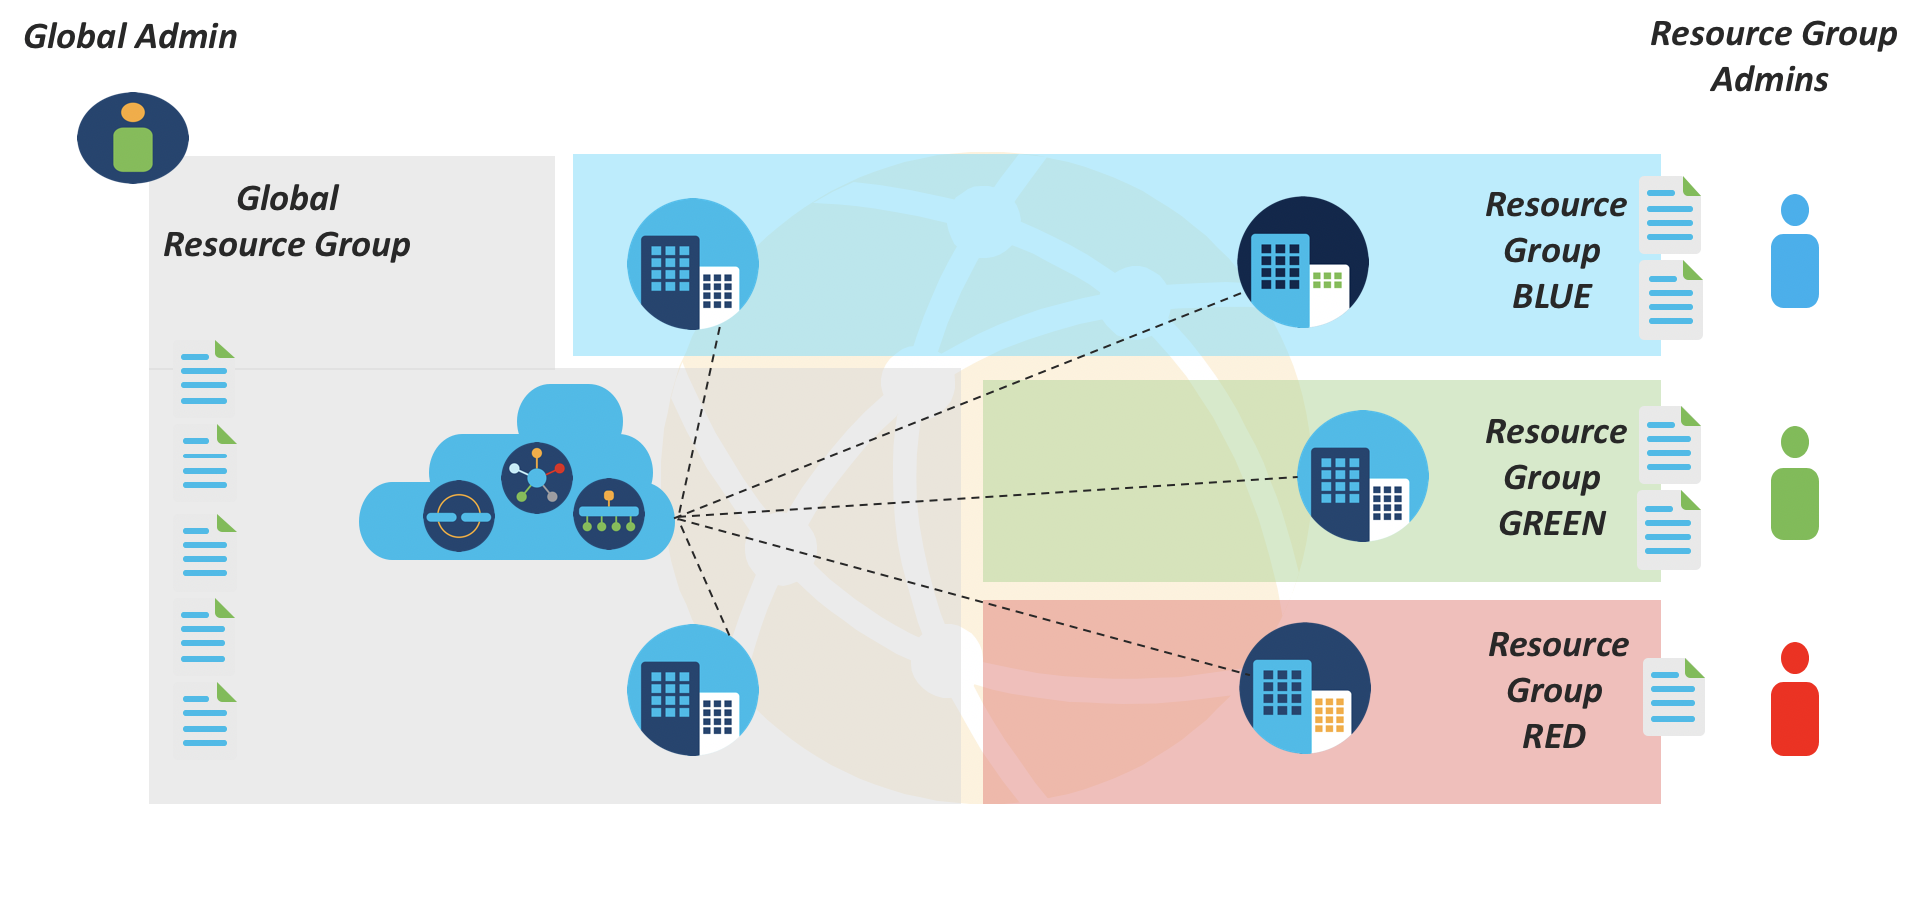 Global Admin
Resource Group
Admins
Global
Resource Group
Resource
Group
BLUE
Resource
Group
GREEN
Resource
Group
RED